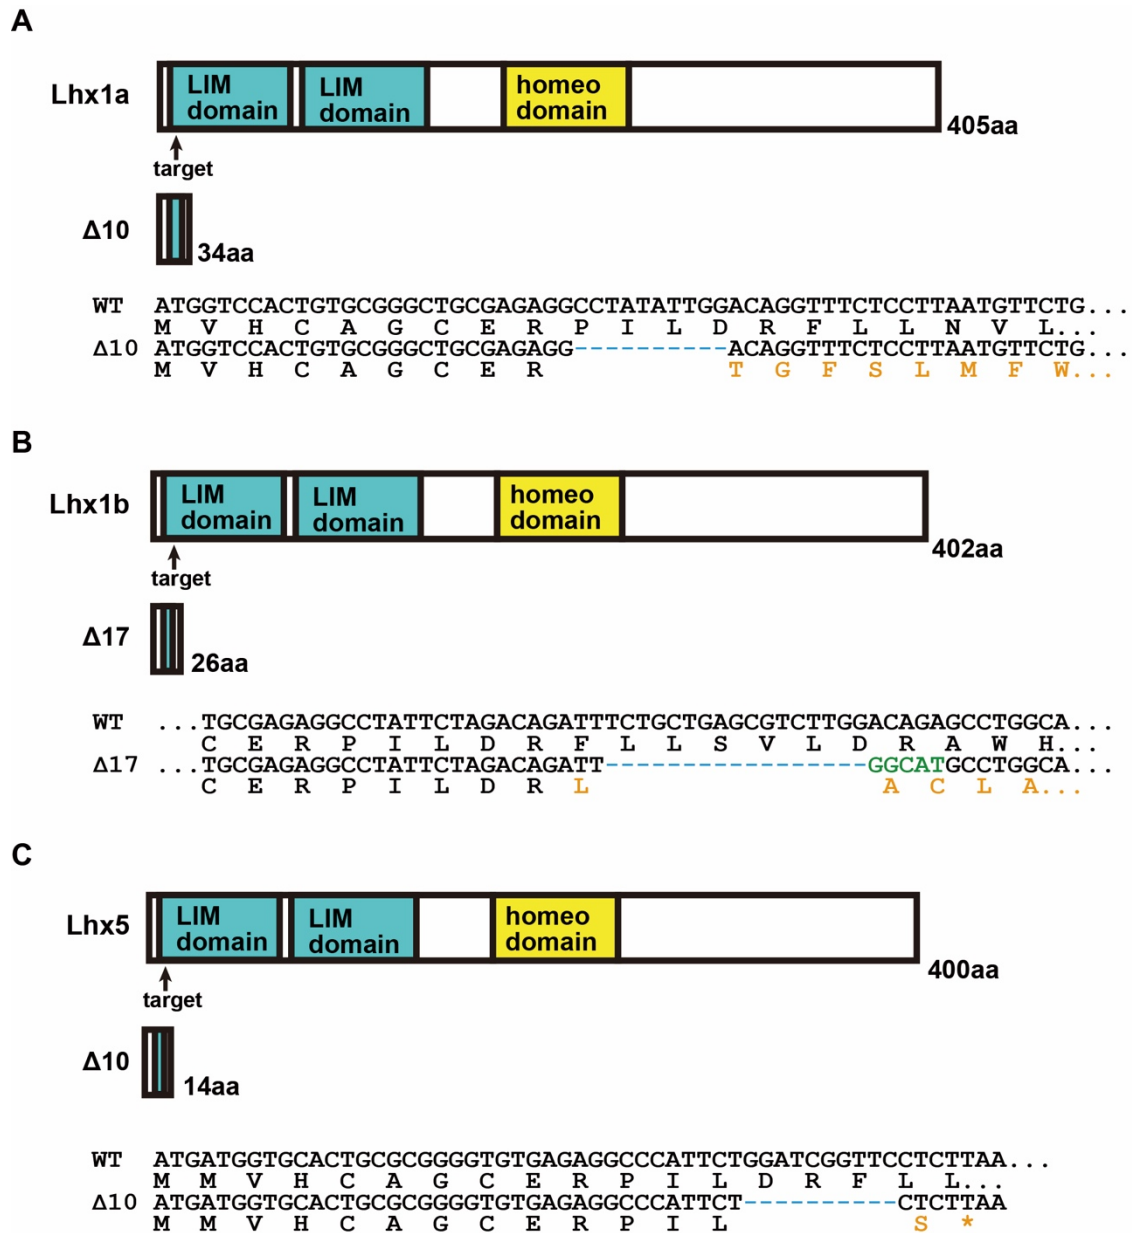 A
Lhx1a
LIM domain
LIM domain
homeo domain
405aa
target
Δ10
34aa
WT ATGGTCCACTGTGCGGGCTGCGAGAGGCCTATATTGGACAGGTTTCTCCTTAATGTTCTG...
M V H C A G C E R P I L D R F L L N V L...
Δ10 ATGGTCCACTGTGCGGGCTGCGAGAGG----------ACAGGTTTCTCCTTAATGTTCTG...
M V H C A G C E R T G F S L M F W...
B
Lhx1b
LIM domain
LIM domain
homeo domain
402aa
target
Δ17
26aa
WT ...TGCGAGAGGCCTATTCTAGACAGATTTCTGCTGAGCGTCTTGGACAGAGCCTGGCA...
C E R P I L D R F L L S V L D R A W H...
Δ17 ...TGCGAGAGGCCTATTCTAGACAGATT-----------------GGCATGCCTGGCA...
C E R P I L D R L A C L A...
C
Lhx5
LIM domain
LIM domain
homeo domain
400aa
target
Δ10
14aa
WT ATGATGGTGCACTGCGCGGGGTGTGAGAGGCCCATTCTGGATCGGTTCCTCTTAA...
M M V H C A G C E R P I L D R F L L...
Δ10 ATGATGGTGCACTGCGCGGGGTGTGAGAGGCCCATTCT----------CTCTTAA
M M V H C A G C E R P I L S *